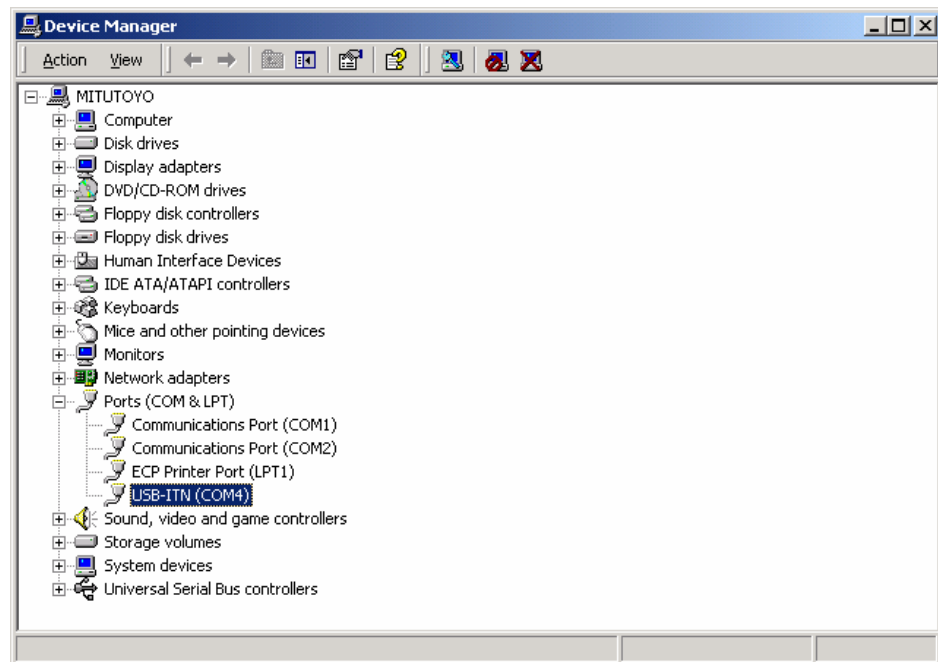 Device Manager
Action View
MITUTOYO
Computer
Disk drives
Display adapters
DVD/CD-ROM drives
Floppy disk controllers
Floppy disk drives
Human Interface Devices
IDE ATA/ATAPI controllers
Keyboards
Mice and other pointing devices
Monitors
Network adapters
Ports (COM & LPT)
Communications Port (COM1)
Communications Port (COM2)
ECP Printer Port (LPT1)
USB-ITN (COM4)
Sound, video and game controllers
Storage volumes
System devices
Universal Serial Bus controllers